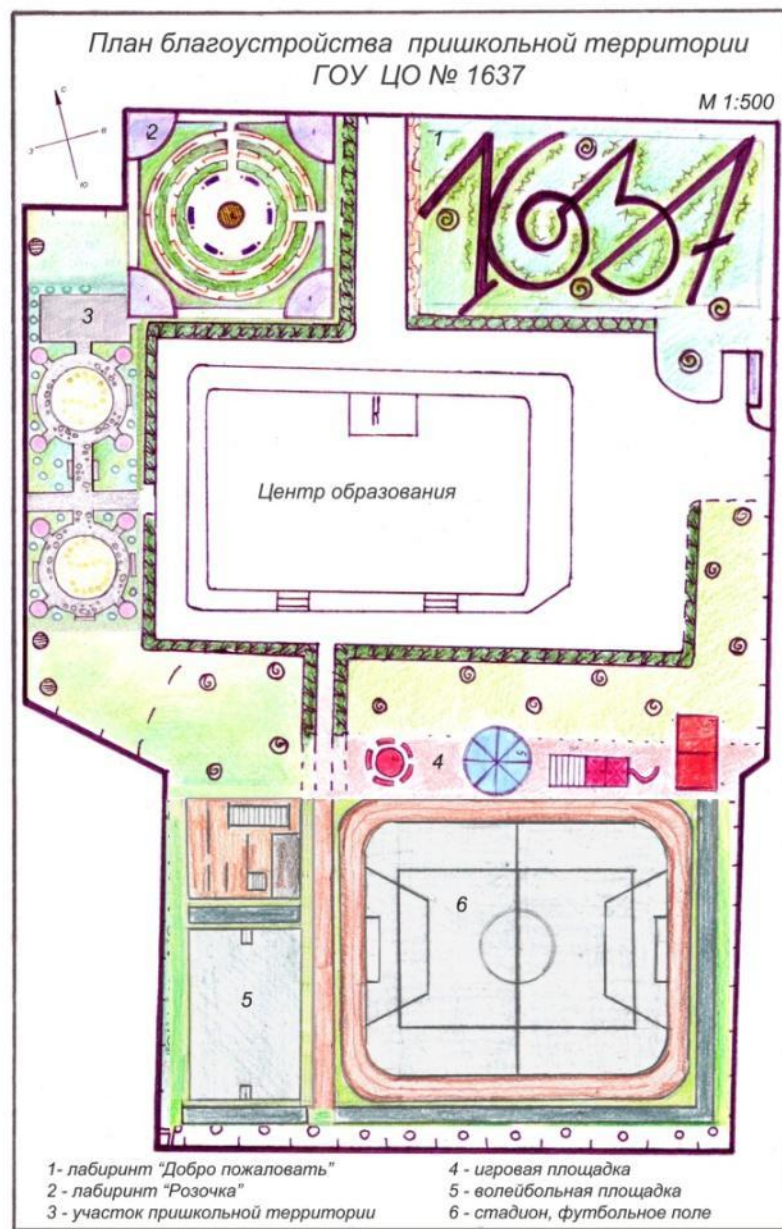 План благоустройства пришкольной территории
ГОУ ЦО № 1637
М 1:500
с
з
в
ю
2
1
1637
3
Центр образования
4
5
6
1- лабиринт "Добро пожаловать"
2 - лабиринт "Розочка"
3 - участок пришкольной территории
4 - игровая площадка
5 - волейбольная площадка
6 - стадион, футбольное поле